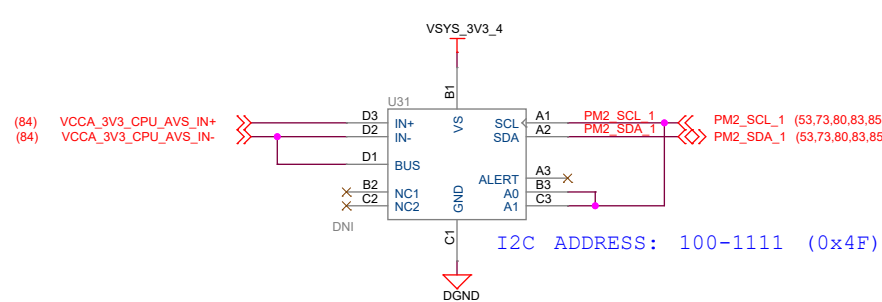 VSYS_3V3_4
B1
U31
(84) VCCA_3V3_CPU_AVS_IN+ D3 IN+ VS SCL A1 PM2_SCL_1 PM2_SCL_1 (53,73,80,83,85
(84) VCCA_3V3_CPU_AVS_IN- D2 IN- SDA A2 PM2_SDA_1 PM2_SDA_1 (53,73,80,83,85
D1 BUS
ALERT A3
B2 NC1 A0 B3
C2 NC2 GND A1 C3
DNI
C1
I2C ADDRESS: 100-1111 (0x4F)
DGND